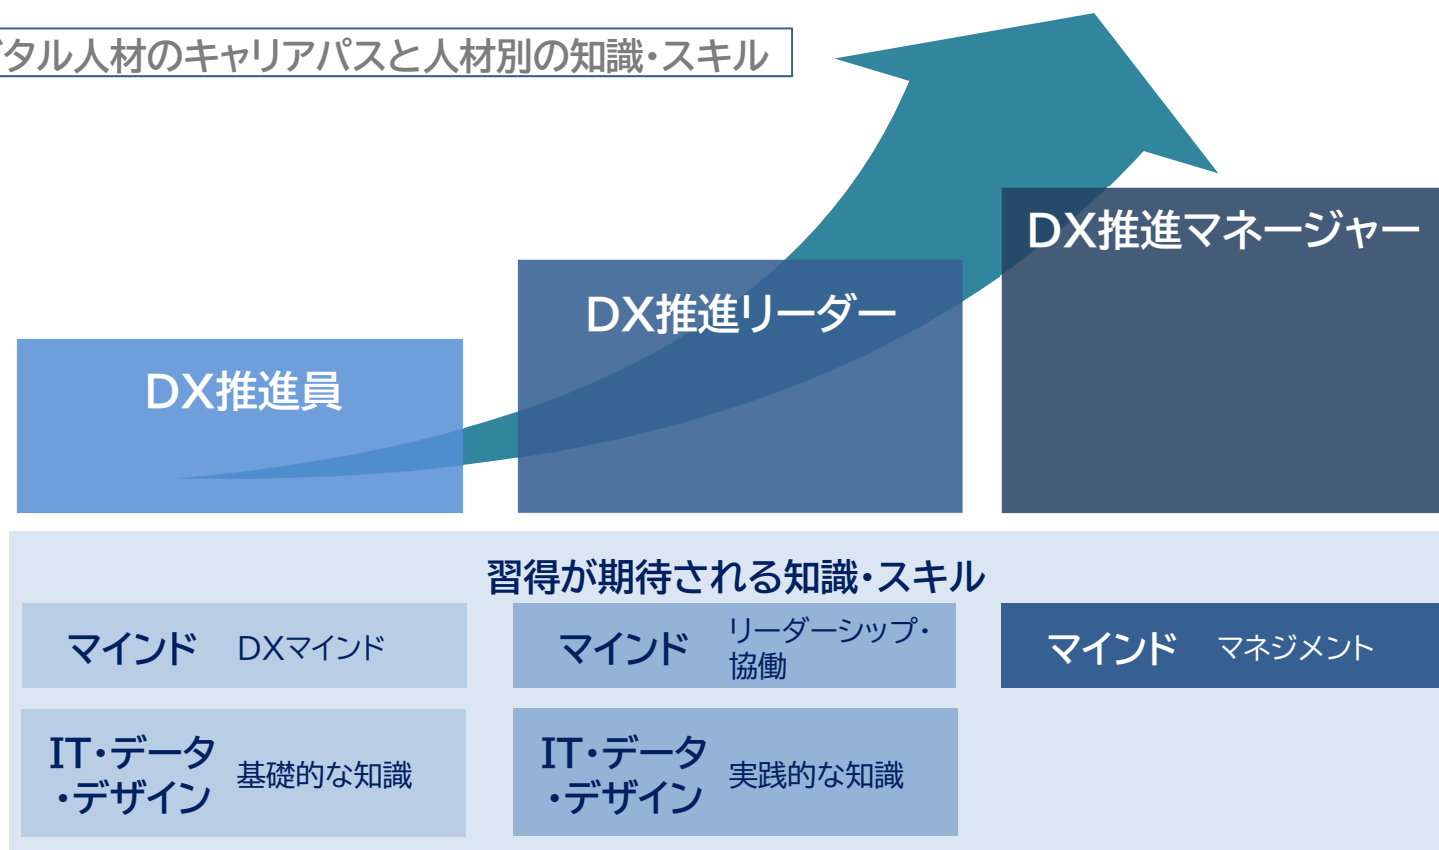 タル人材のキャリアパスと人材別の知識・スキル
DX推進マネージャー
DX推進リーダー
DX推進員
習得が期待される知識・スキル
マインド DXマインド
マインド リーダーシップ・
協働
マインド マネジメント
IT・データ
・デザイン 基礎的な知識
IT・データ
・デザイン 実践的な知識